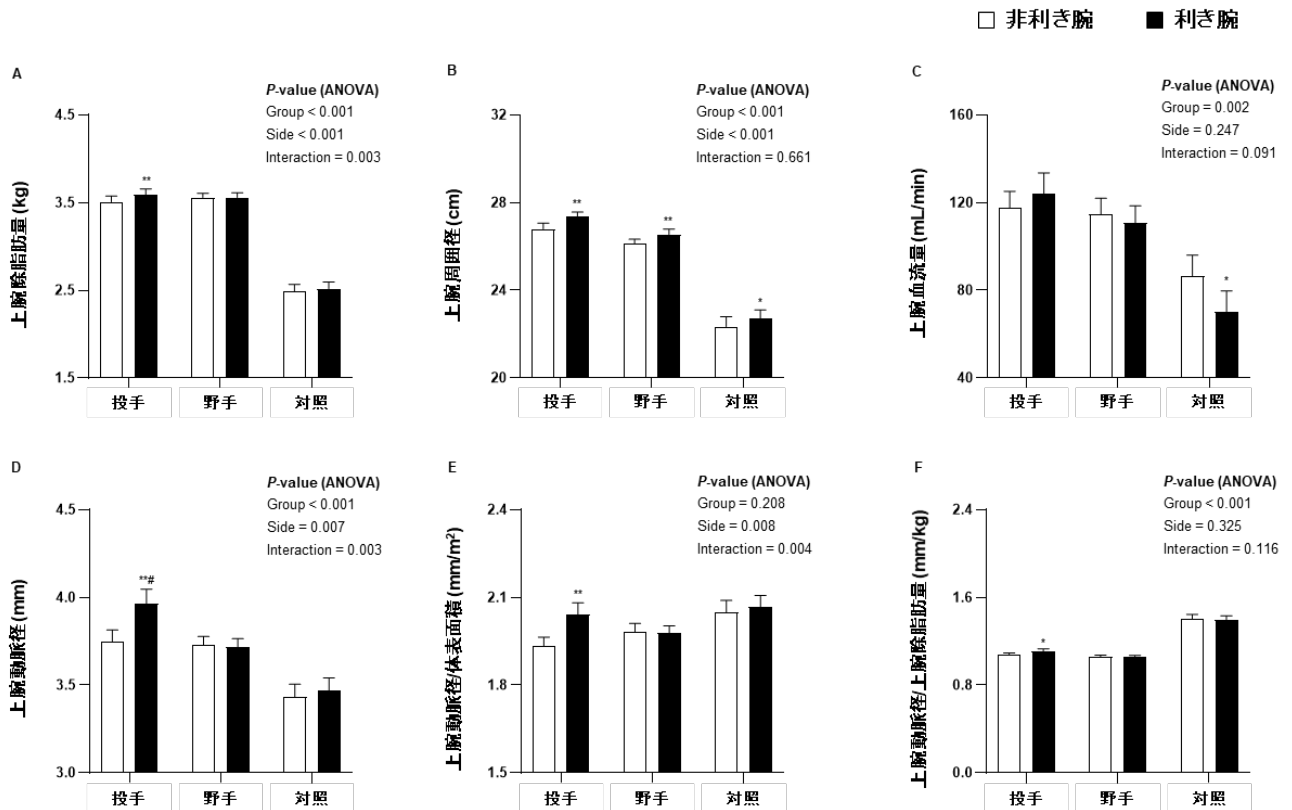 □ 非利き腕 ■ 利き腕
A
P-value (ANOVA)
Group < 0.001
Side < 0.001
Interaction = 0.003
上腕除脂肪量 (kg)
4.5
3.5
2.5
1.5
**
投手 野手 対照
B
P-value (ANOVA)
Group < 0.001
Side < 0.001
Interaction = 0.661
上腕周囲径 (cm)
32
28
24
20
** ** *
投手 野手 対照
C
P-value (ANOVA)
Group = 0.002
Side = 0.247
Interaction = 0.091
上腕血流量 (mL/min)
160
120
80
40
*
投手 野手 対照
D
P-value (ANOVA)
Group < 0.001
Side = 0.007
Interaction = 0.003
上腕動脈径 (mm)
4.5
4.0
3.5
3.0
**#
投手 野手 対照
E
P-value (ANOVA)
Group = 0.208
Side = 0.008
Interaction = 0.004
上腕動脈径/体表面積 (mm/m²)
2.4
2.1
1.8
1.5
**
投手 野手 対照
F
P-value (ANOVA)
Group < 0.001
Side = 0.325
Interaction = 0.116
上腕動脈径/上腕除脂肪量 (mm/kg)
2.4
1.6
0.8
0.0
*
投手 野手 対照